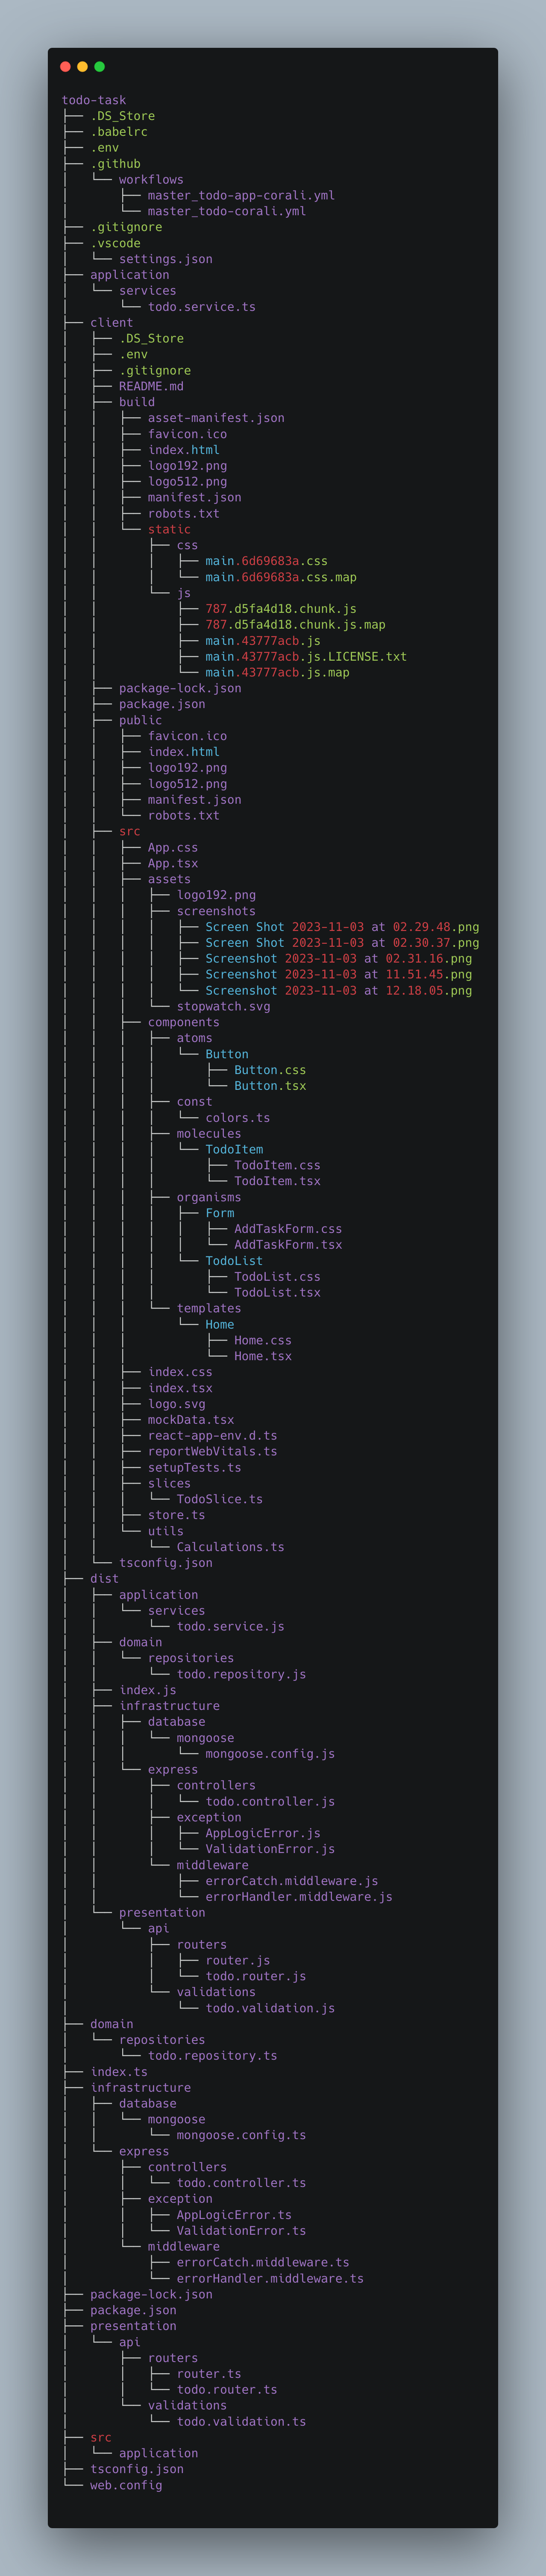 todo-task
├── .DS_Store
├── .babelrc
├── .env
├── .github
│   └── workflows
│       ├── master_todo-app-corali.yml
│       └── master_todo-corali.yml
├── .gitignore
├── .vscode
│   └── settings.json
├── application
│   └── services
│       └── todo.service.ts
├── client
│   ├── .DS_Store
│   ├── .env
│   ├── .gitignore
│   ├── README.md
│   ├── build
│   │   ├── asset-manifest.json
│   │   ├── favicon.ico
│   │   ├── index.html
│   │   ├── logo192.png
│   │   ├── logo512.png
│   │   ├── manifest.json
│   │   ├── robots.txt
│   │   └── static
│   │       ├── css
│   │       │   ├── main.6d69683a.css
│   │       │   └── main.6d69683a.css.map
│   │       └── js
│   │           ├── 787.d5fa4d18.chunk.js
│   │           ├── 787.d5fa4d18.chunk.js.map
│   │           ├── main.43777acb.js
│   │           ├── main.43777acb.js.LICENSE.txt
│   │           └── main.43777acb.js.map
│   ├── package-lock.json
│   ├── package.json
│   ├── public
│   │   ├── favicon.ico
│   │   ├── index.html
│   │   ├── logo192.png
│   │   ├── logo512.png
│   │   ├── manifest.json
│   │   └── robots.txt
│   ├── src
│   │   ├── App.css
│   │   ├── App.tsx
│   │   ├── assets
│   │   │   ├── logo192.png
│   │   │   ├── screenshots
│   │   │   │   ├── Screen Shot 2023-11-03 at 02.29.48.png
│   │   │   │   ├── Screen Shot 2023-11-03 at 02.30.37.png
│   │   │   │   ├── Screenshot 2023-11-03 at 02.31.16.png
│   │   │   │   ├── Screenshot 2023-11-03 at 11.51.45.png
│   │   │   │   └── Screenshot 2023-11-03 at 12.18.05.png
│   │   │   └── stopwatch.svg
│   │   ├── components
│   │   │   ├── atoms
│   │   │   │   └── Button
│   │   │   │       ├── Button.css
│   │   │   │       └── Button.tsx
│   │   │   ├── const
│   │   │   │   └── colors.ts
│   │   │   ├── molecules
│   │   │   │   └── TodoItem
│   │   │   │       ├── TodoItem.css
│   │   │   │       └── TodoItem.tsx
│   │   │   ├── organisms
│   │   │   │   ├── Form
│   │   │   │   │   ├── AddTaskForm.css
│   │   │   │   │   └── AddTaskForm.tsx
│   │   │   │   └── TodoList
│   │   │   │       ├── TodoList.css
│   │   │   │       └── TodoList.tsx
│   │   │   └── templates
│   │   │       └── Home
│   │   │           ├── Home.css
│   │   │           └── Home.tsx
│   │   ├── index.css
│   │   ├── index.tsx
│   │   ├── logo.svg
│   │   ├── mockData.tsx
│   │   ├── react-app-env.d.ts
│   │   ├── reportWebVitals.ts
│   │   ├── setupTests.ts
│   │   ├── slices
│   │   │   └── TodoSlice.ts
│   │   ├── store.ts
│   │   └── utils
│   │       └── Calculations.ts
│   └── tsconfig.json
├── dist
│   ├── application
│   │   └── services
│   │       └── todo.service.js
│   ├── domain
│   │   └── repositories
│   │       └── todo.repository.js
│   ├── index.js
│   ├── infrastructure
│   │   ├── database
│   │   │   └── mongoose
│   │   │       └── mongoose.config.js
│   │   └── express
│   │       ├── controllers
│   │       │   └── todo.controller.js
│   │       ├── exception
│   │       │   ├── AppLogicError.js
│   │       │   └── ValidationError.js
│   │       └── middleware
│   │           ├── errorCatch.middleware.js
│   │           └── errorHandler.middleware.js
│   └── presentation
│       └── api
│           ├── routers
│           │   ├── router.js
│           │   └── todo.router.js
│           └── validations
│               └── todo.validation.js
├── domain
│   └── repositories
│       └── todo.repository.ts
├── index.ts
├── infrastructure
│   ├── database
│   │   └── mongoose
│   │       └── mongoose.config.ts
│   └── express
│       ├── controllers
│       │   └── todo.controller.ts
│       ├── exception
│       │   ├── AppLogicError.ts
│       │   └── ValidationError.ts
│       └── middleware
│           ├── errorCatch.middleware.ts
│           └── errorHandler.middleware.ts
├── package-lock.json
├── package.json
├── presentation
│   └── api
│       ├── routers
│       │   ├── router.ts
│       │   └── todo.router.ts
│       └── validations
│           └── todo.validation.ts
├── src
│   └── application
├── tsconfig.json
└── web.config